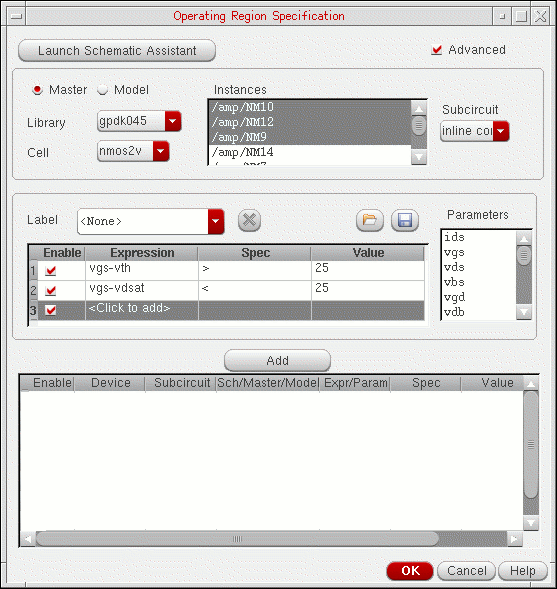 Operating Region Specification
Launch Schematic Assistant
Advanced
Master
Model
Instances
/amp/NM10
/amp/NM12
/amp/NM9
/amp/NM14
Subcircuit
inline
Library
gpdk045
Cell
nmos2v
Label
<None>
Parameters
ids
vgs
vds
vbs
vgd
vdb
Enable Expression Spec Value
1 vgs-vth > 25
2 vgs-vdsat < 25
3 <Click to add>
Add
Enable Device Subcircuit Sch/Master/Model Expr/Param Spec Value
OK
Cancel
Help